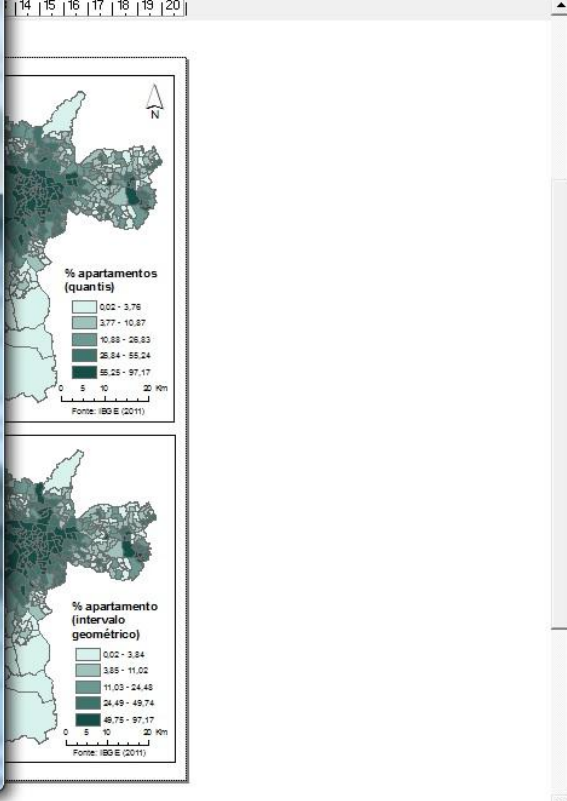 14 15 16 17 18 19 20
N
% apartamentos
(quantis)
0,02 - 3,76
3,77 - 10,87
10,88 - 26,83
26,84 - 55,24
55,25 - 97,17
0 5 10 20 Km
Fonte: IBGE (2011)
N
% apartamento
(intervalo
geométrico)
0,02 - 3,84
3,85 - 11,02
11,03 - 24,48
24,49 - 49,74
49,75 - 97,17
0 5 10 20 Km
Fonte: IBGE (2011)